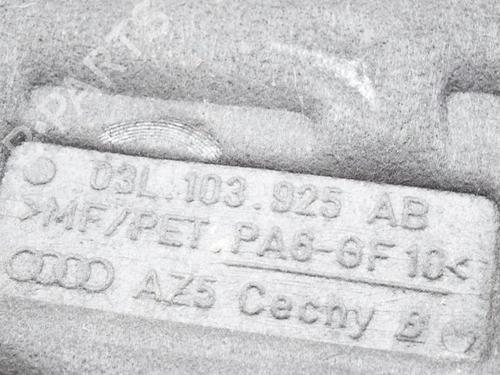 03L.103.925 AB
>MF/PET.PA6-GF10<
AZ5 Cechy B